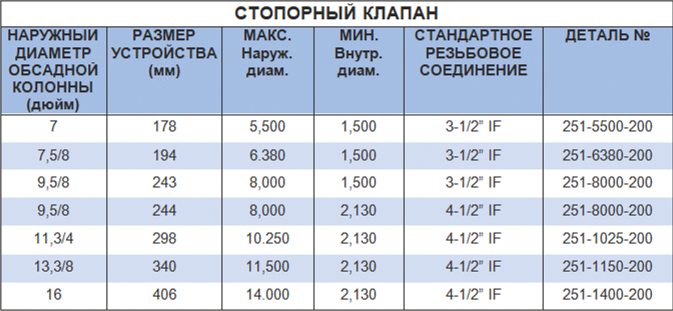 СТОПОРНЫЙ КЛАПАН
НАРУЖНЫЙ ДИАМЕТР ОБСАДНОЙ КОЛОННЫ (дюйм) РАЗМЕР УСТРОЙСТВА (мм) МАКС. Наруж. диам. МИН. Внутр. диам. СТАНДАРТНОЕ РЕЗЬБОВОЕ СОЕДИНЕНИЕ ДЕТАЛЬ №
7 178 5,500 1,500 3-1/2” IF 251-5500-200
7,5/8 194 6.380 1,500 3-1/2” IF 251-6380-200
9,5/8 243 8,000 1,500 3-1/2” IF 251-8000-200
9,5/8 244 8,000 2,130 4-1/2” IF 251-8000-200
11,3/4 298 10.250 2,130 4-1/2” IF 251-1025-200
13,3/8 340 11,500 2,130 4-1/2” IF 251-1150-200
16 406 14.000 2,130 4-1/2” IF 251-1400-200